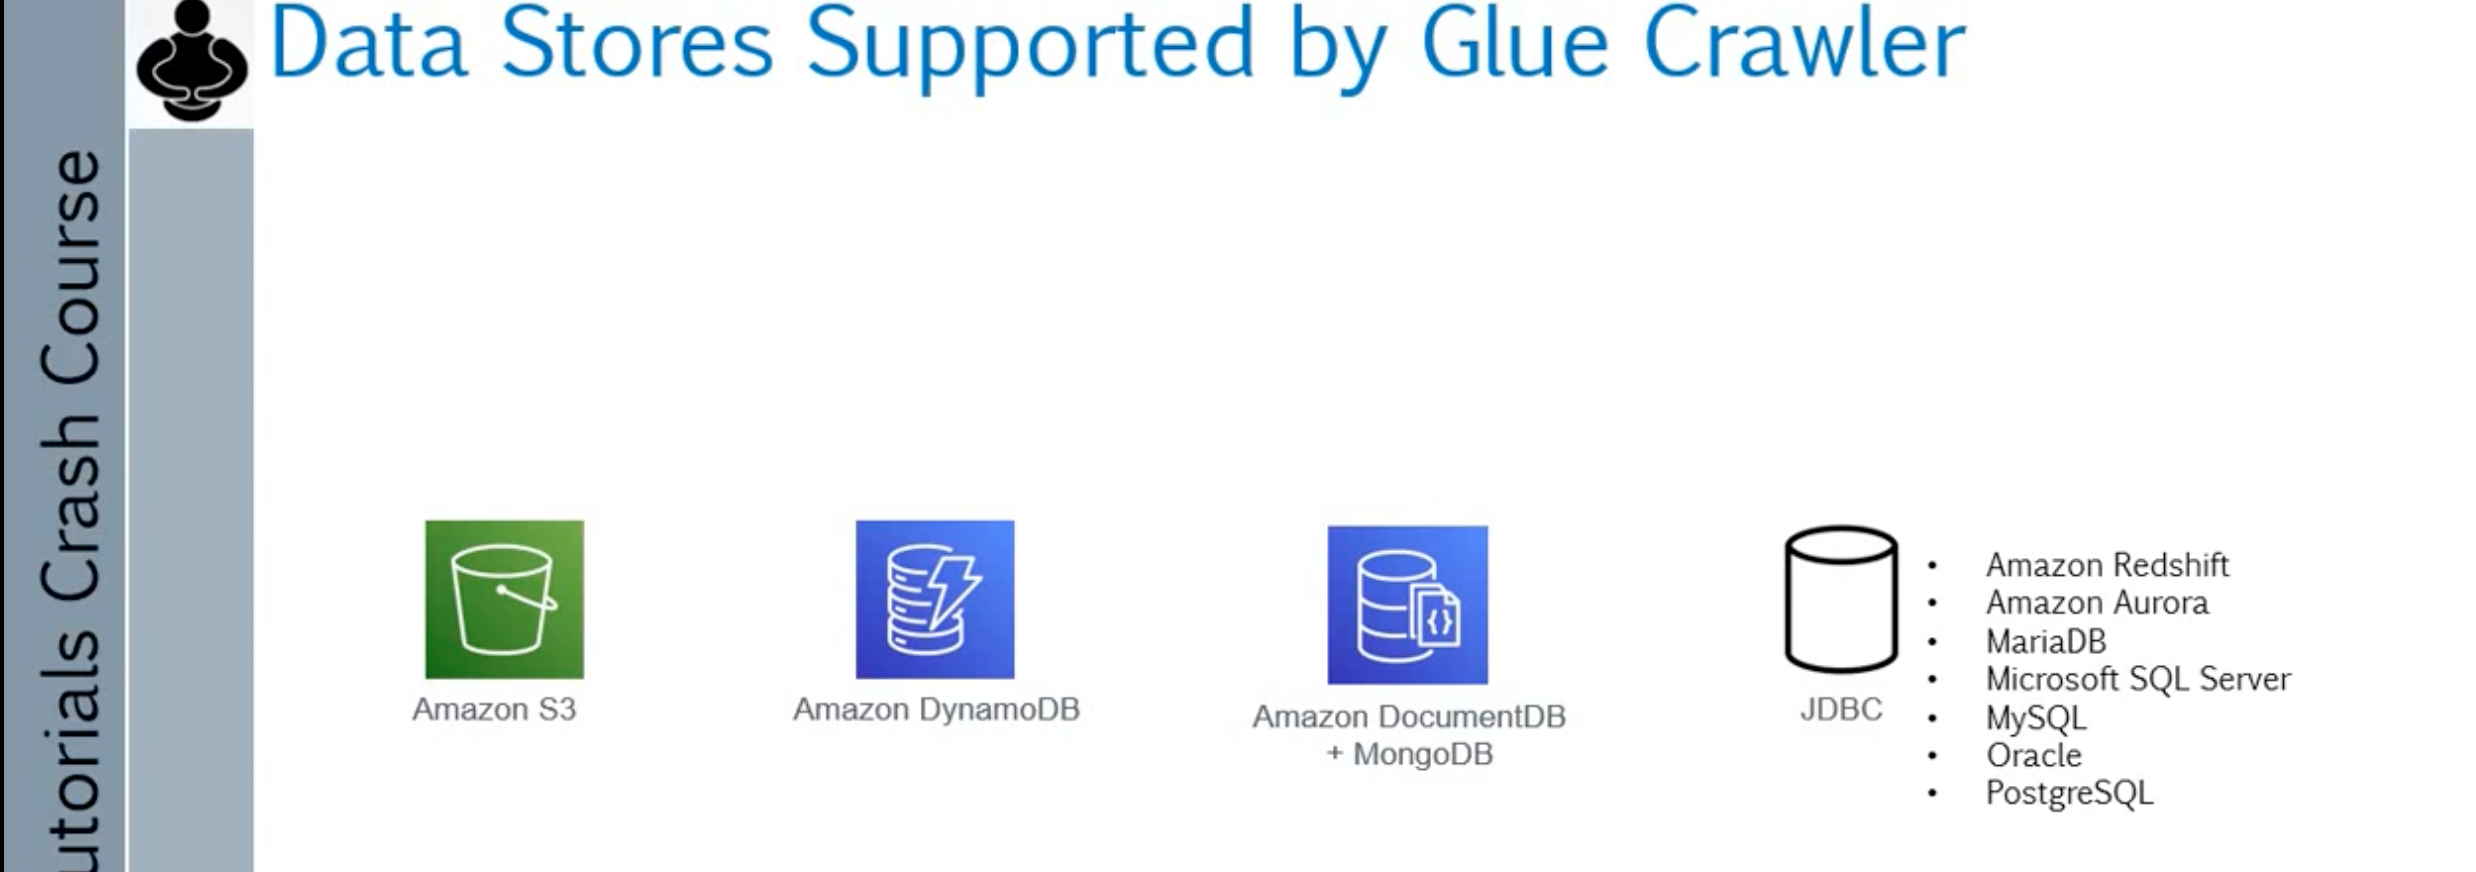 Data Stores Supported by Glue Crawler
Crash Course
Amazon S3
Amazon DynamoDB
Amazon DocumentDB
+ MongoDB
JDBC
• Amazon Redshift
• Amazon Aurora
• MariaDB
• Microsoft SQL Server
• MySQL
• Oracle
• PostgreSQL